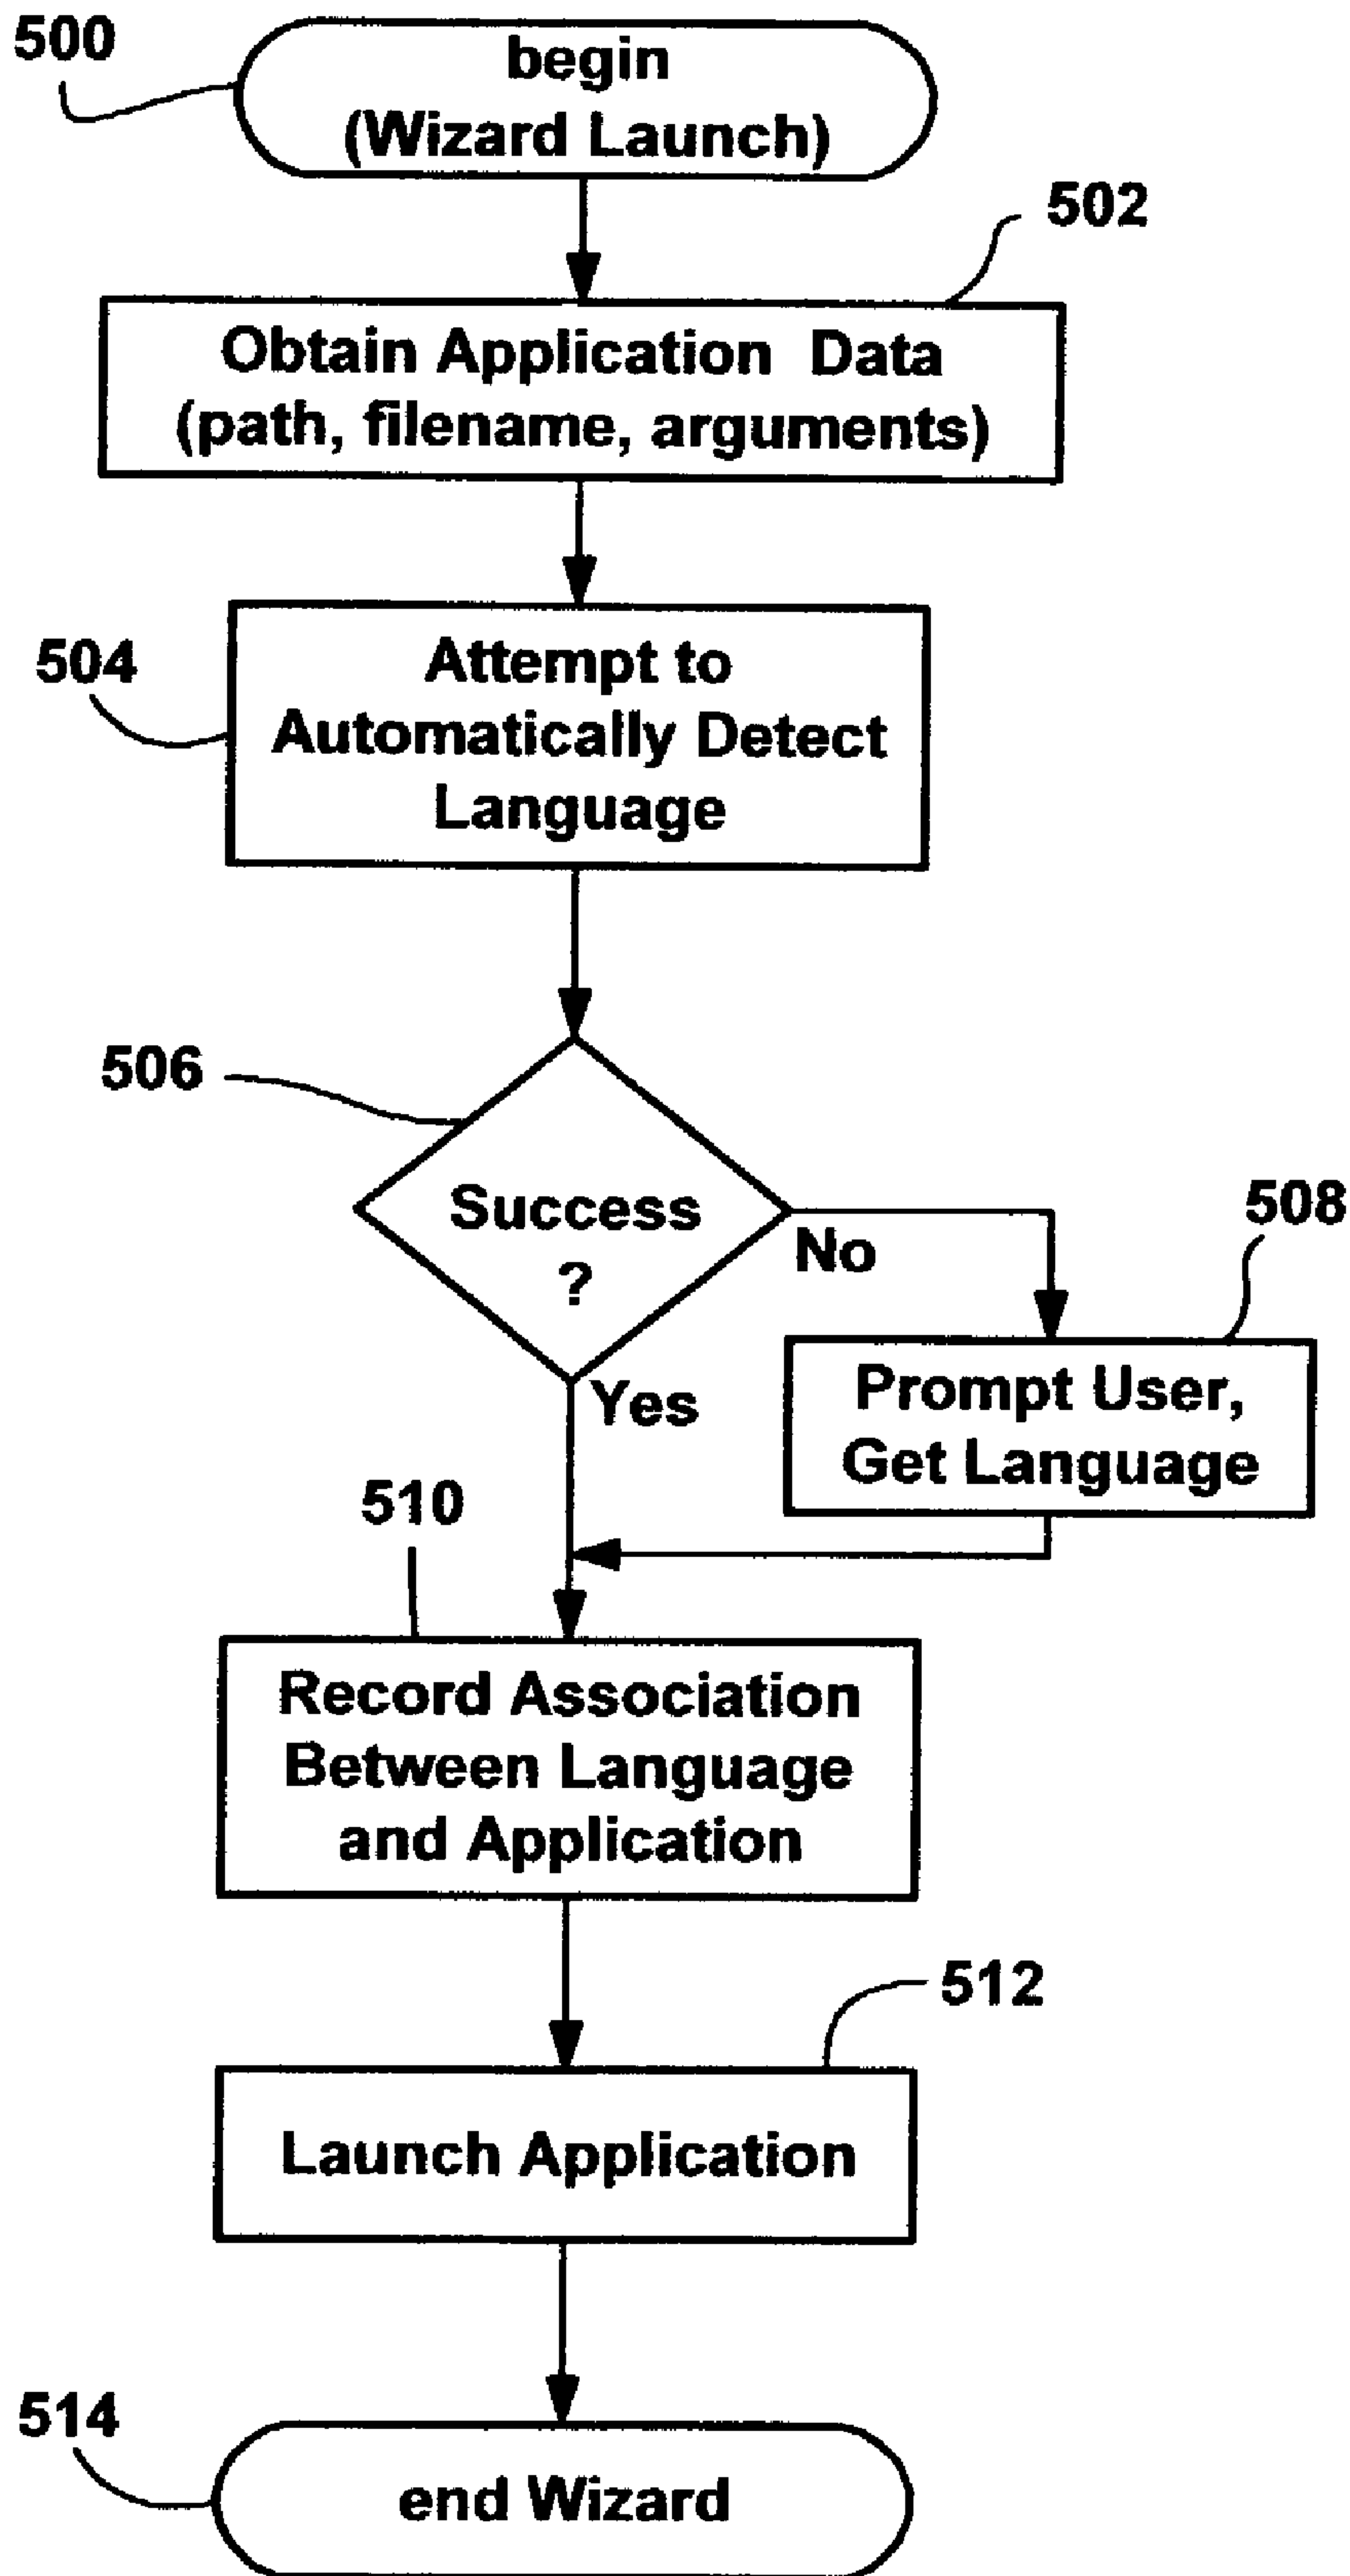 500
begin
(Wizard Launch)
502
Obtain Application Data
(path, filename, arguments)
504
Attempt to
Automatically Detect
Language
506
Success
?
No
508
Yes
Prompt User,
Get Language
510
Record Association
Between Language
and Application
512
Launch Application
514
end Wizard